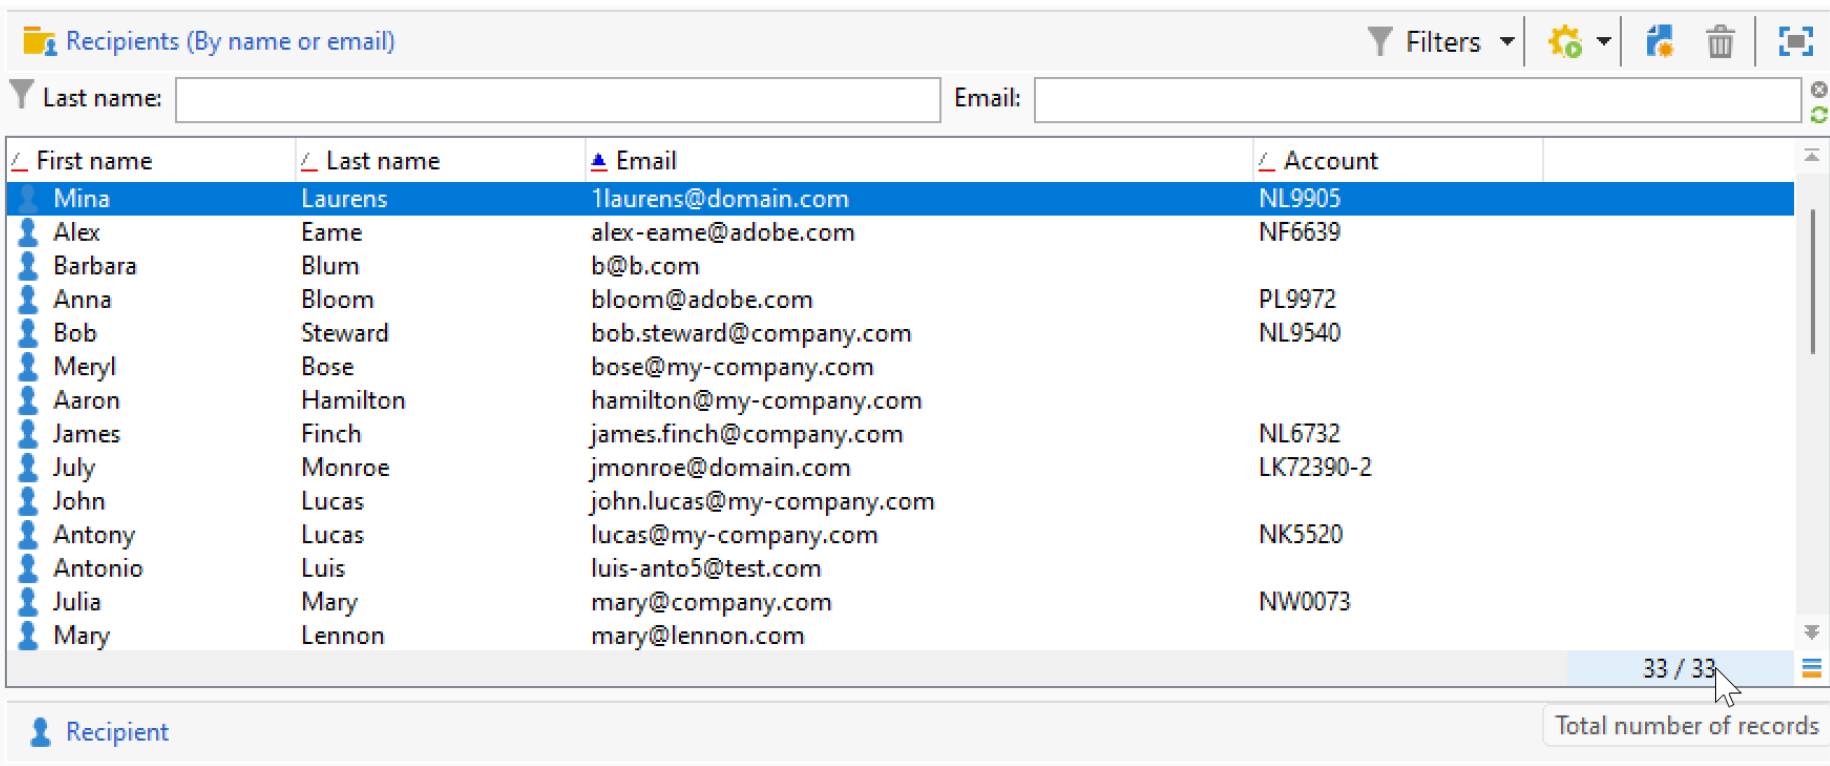 Recipients (By name or email) Filters
Last name: Email:
First name Last name Email Account
Mina Laurens 1laurens@domain.com NL9905
Alex Eame alex-eame@adobe.com NF6639
Barbara Blum b@b.com
Anna Bloom bloom@adobe.com PL9972
Bob Steward bob.steward@company.com NL9540
Meryl Bose bose@my-company.com
Aaron Hamilton hamilton@my-company.com
James Finch james.finch@company.com NL6732
July Monroe jmonroe@domain.com LK72390-2
John Lucas john.lucas@my-company.com
Antony Lucas lucas@my-company.com NK5520
Antonio Luis luis-anto5@test.com
Julia Mary mary@company.com NW0073
Mary Lennon mary@lennon.com
33 / 33
Recipient
Total number of records